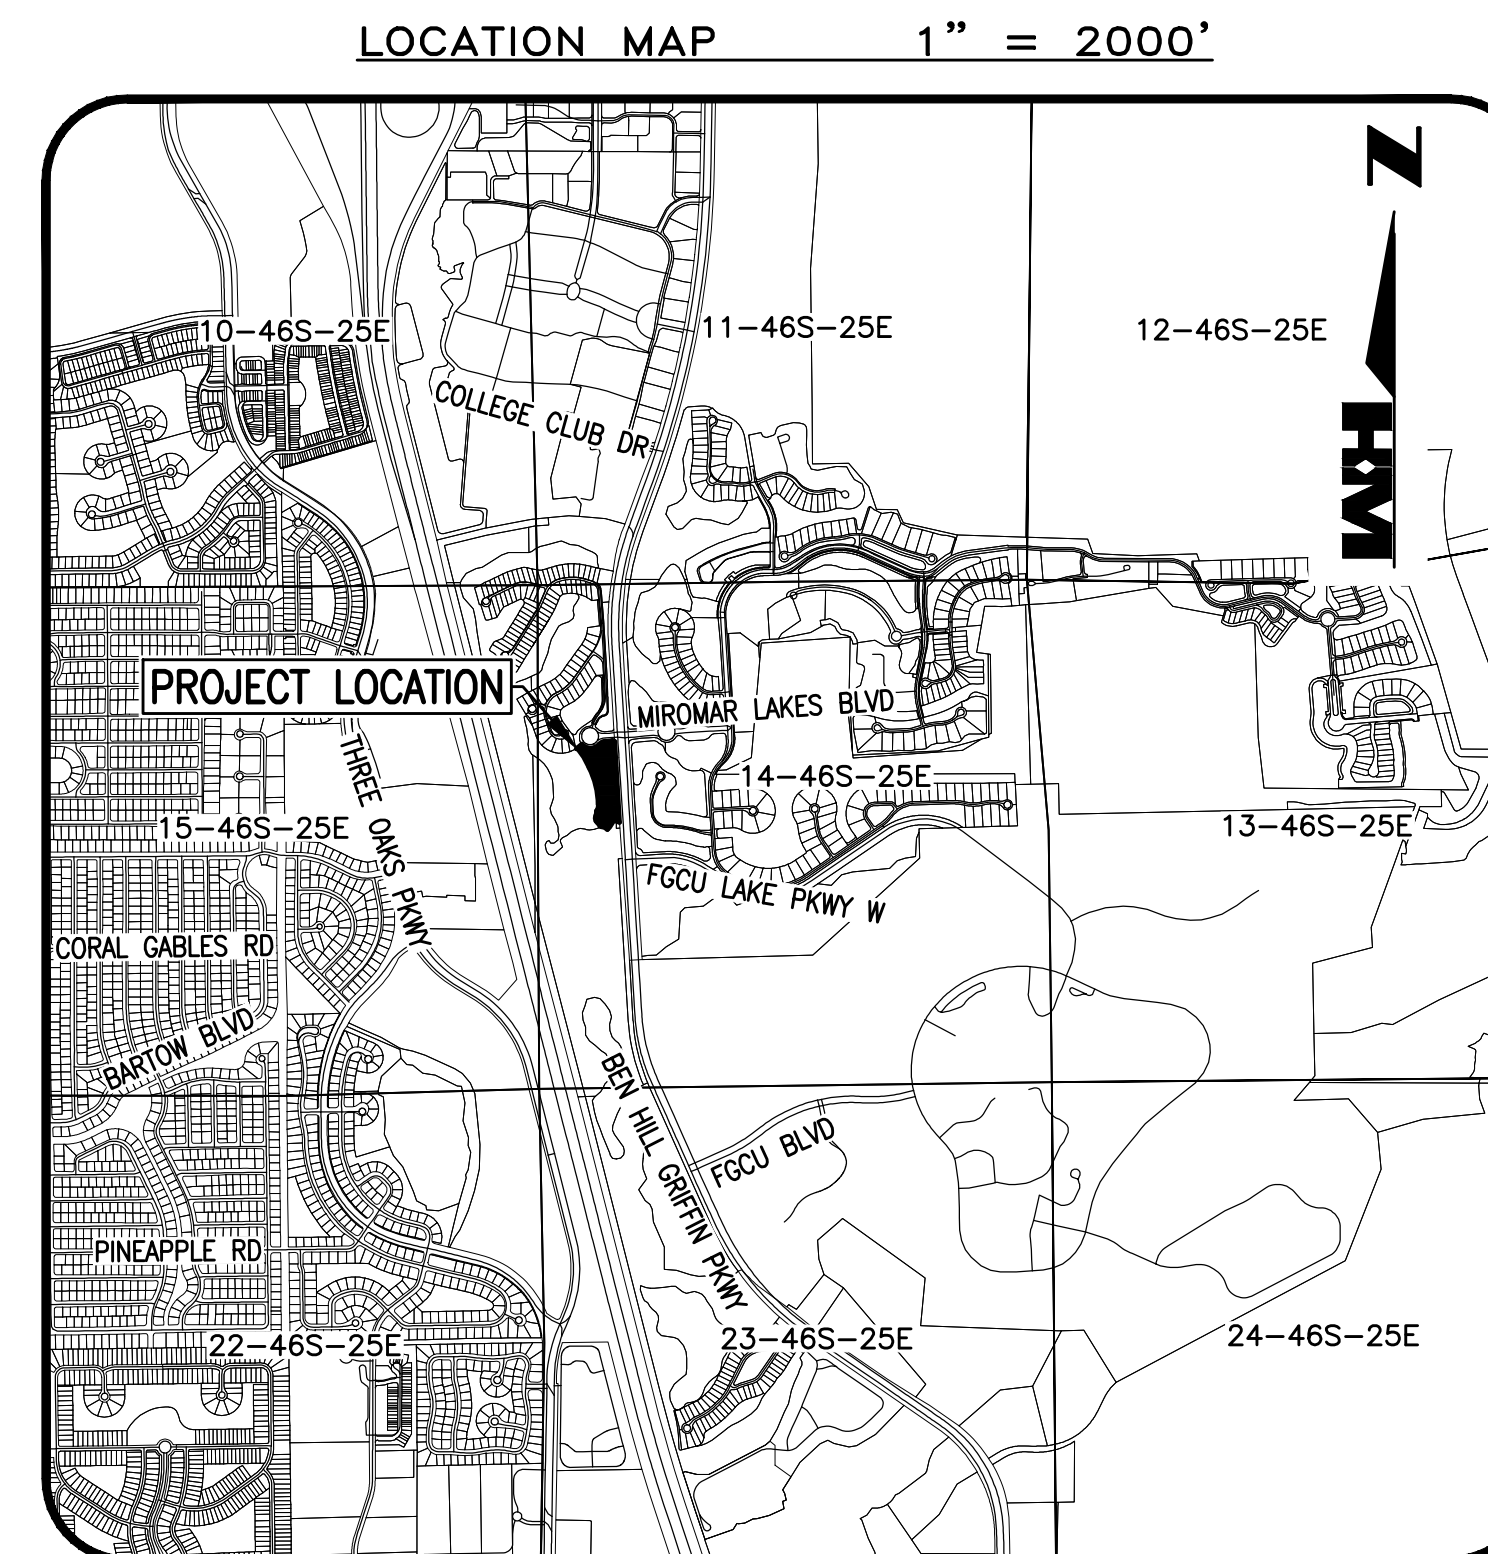 LOCATION MAP 1" = 2000'
N
HM
10-46S-25E
11-46S-25E
12-46S-25E
COLLEGE CLUB DR
PROJECT LOCATION
MIROMAR LAKES BLVD
THREE OAKS PKWY
14-46S-25E
15-46S-25E
13-46S-25E
FGCU LAKE PKWY W
CORAL GABLES RD
BARTOW BLVD
BEN HILL GRIFFIN PKWY
FGCU BLVD
PINEAPPLE RD
22-46S-25E
23-46S-25E
24-46S-25E